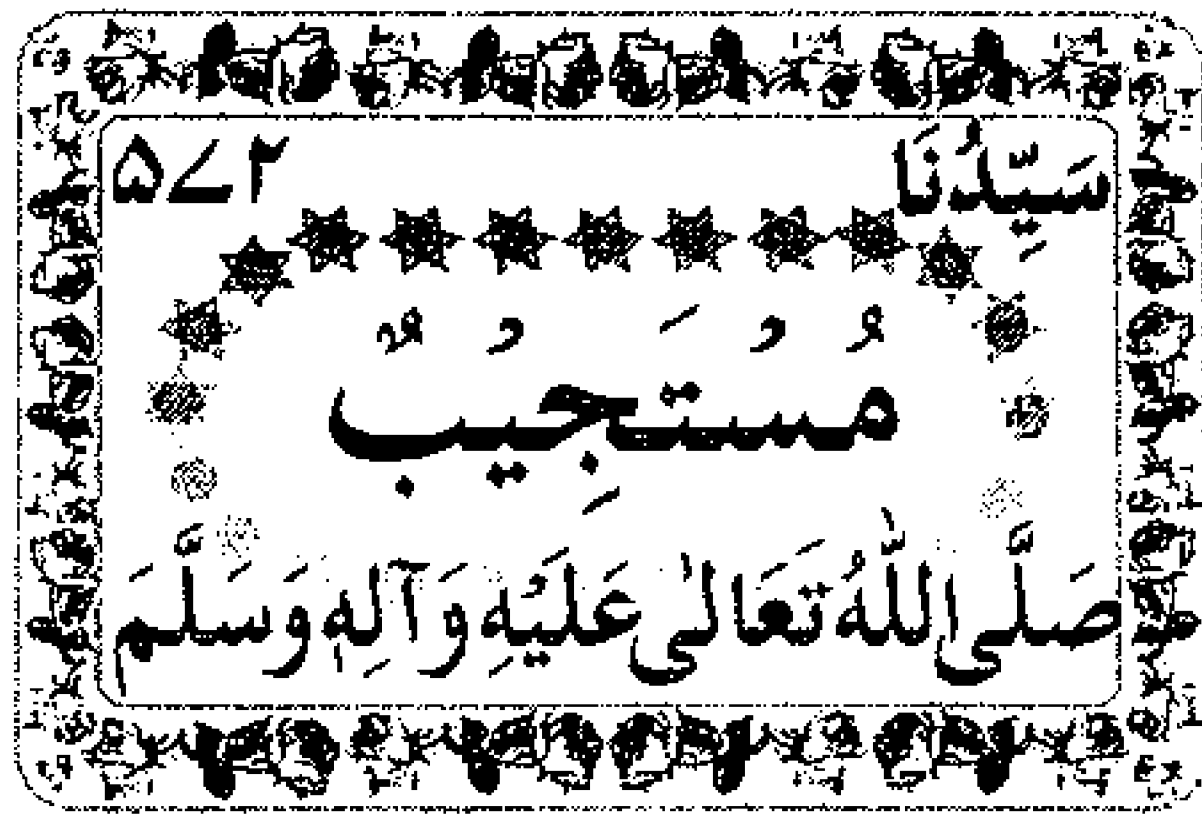 سَيِّدُنَا ۵۷۲
مُسْتَجِيْبٌ
صَلَّى اللّٰهُ تَعَالٰی عَلَيْهِ وَآلِهٖ وَسَلَّمَ